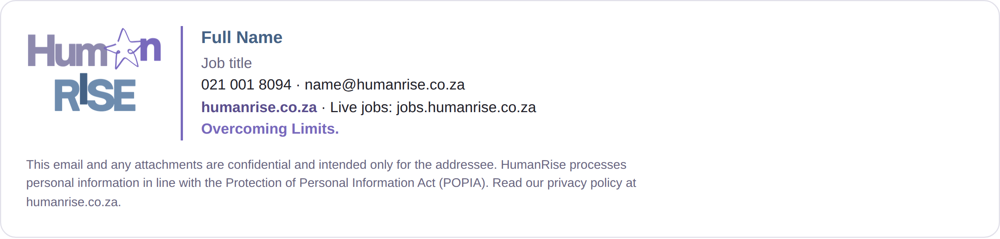 Human
RISE
Full Name
Job title
021 001 8094 · name@humanrise.co.za
humanrise.co.za · Live jobs: jobs.humanrise.co.za
Overcoming Limits.
This email and any attachments are confidential and intended only for the addressee. HumanRise processes
personal information in line with the Protection of Personal Information Act (POPIA). Read our privacy policy at
humanrise.co.za.